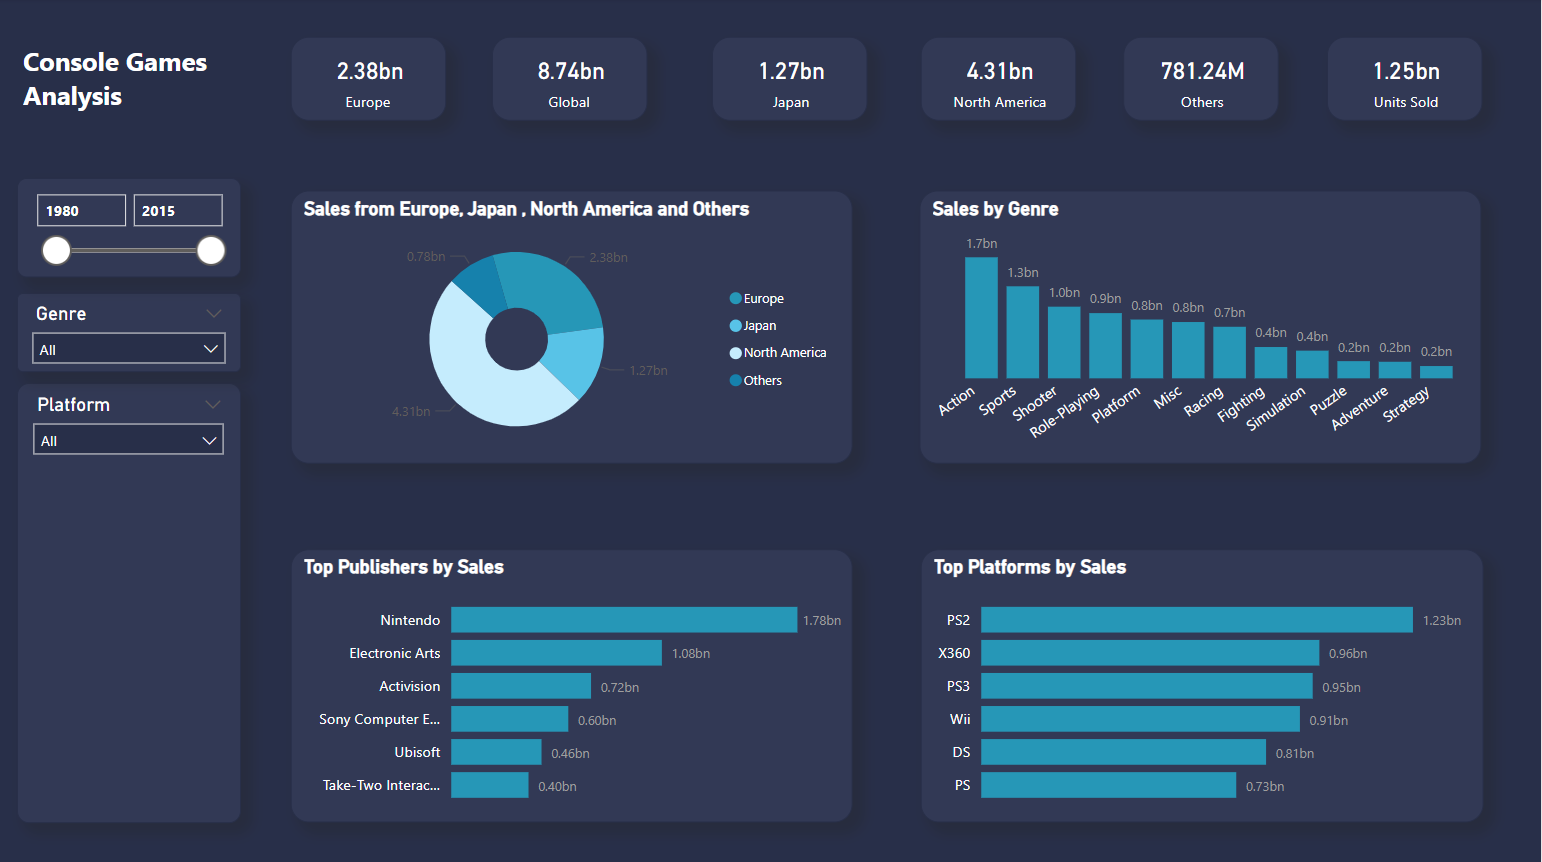 Console Games
Analysis
2.38bn
Europe
8.74bn
Global
1.27bn
Japan
4.31bn
North America
781.24M
Others
1.25bn
Units Sold
1980
2015
Genre
All
Platform
All
Sales from Europe, Japan , North America and Others
0.78bn
2.38bn
1.27bn
4.31bn
Europe
Japan
North America
Others
Sales by Genre
1.7bn
1.3bn
1.0bn
0.9bn
0.8bn
0.8bn
0.7bn
0.4bn
0.4bn
0.2bn
0.2bn
0.2bn
Action
Sports
Shooter
Role-Playing
Platform
Misc
Racing
Fighting
Simulation
Puzzle
Adventure
Strategy
Top Publishers by Sales
Nintendo 1.78bn
Electronic Arts 1.08bn
Activision 0.72bn
Sony Computer E... 0.60bn
Ubisoft 0.46bn
Take-Two Interac... 0.40bn
Top Platforms by Sales
PS2 1.23bn
X360 0.96bn
PS3 0.95bn
Wii 0.91bn
DS 0.81bn
PS 0.73bn